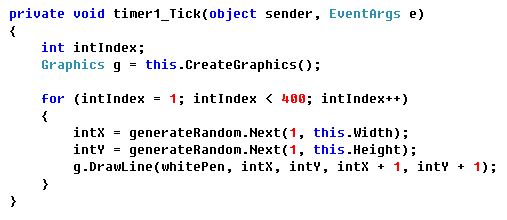 private void timer1_Tick(object sender, EventArgs e)
{
    int intIndex;
    Graphics g = this.CreateGraphics();

    for (intIndex = 1; intIndex < 400; intIndex++)
    {
        intX = generateRandom.Next(1, this.Width);
        intY = generateRandom.Next(1, this.Height);
        g.DrawLine(whitePen, intX, intY, intX + 1, intY + 1);
    }
}